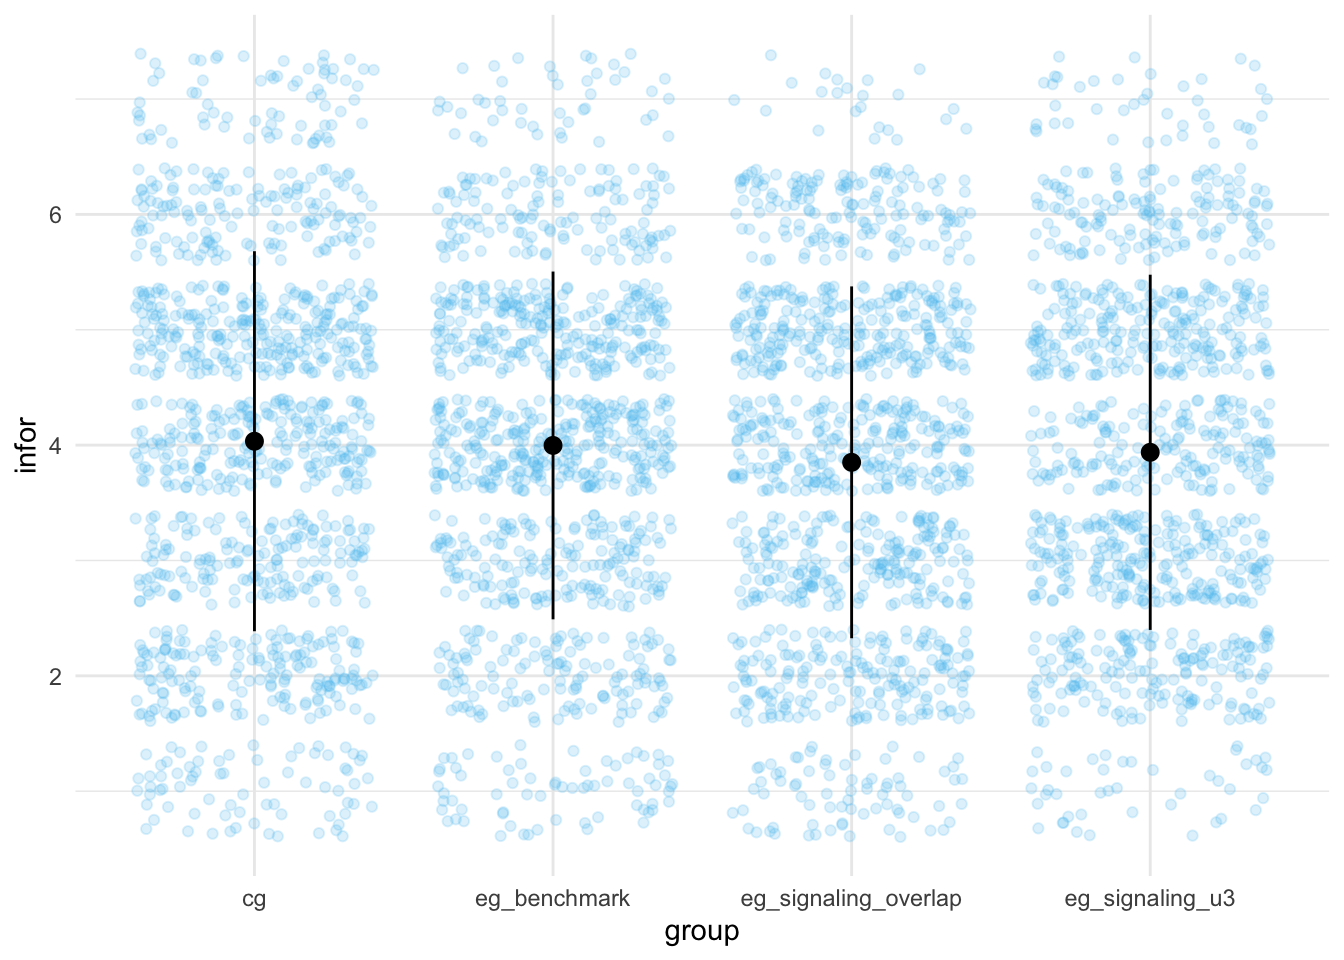 infor
6
4
2
cg
eg_benchmark
eg_signaling_overlap
eg_signaling_u3
group